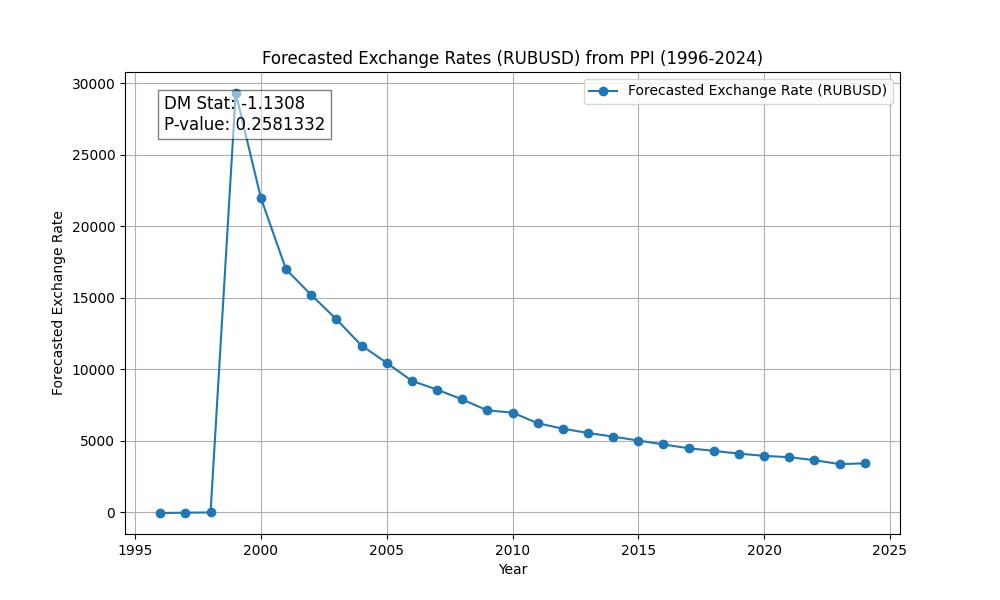 Forecasted Exchange Rates (RUBUSD) from PPI (1996-2024)
DM Stat: -1.1308
P-value: 0.2581332
Forecasted Exchange Rate (RUBUSD)
Forecasted Exchange Rate
30000
25000
20000
15000
10000
5000
0
1995 2000 2005 2010 2015 2020 2025
Year